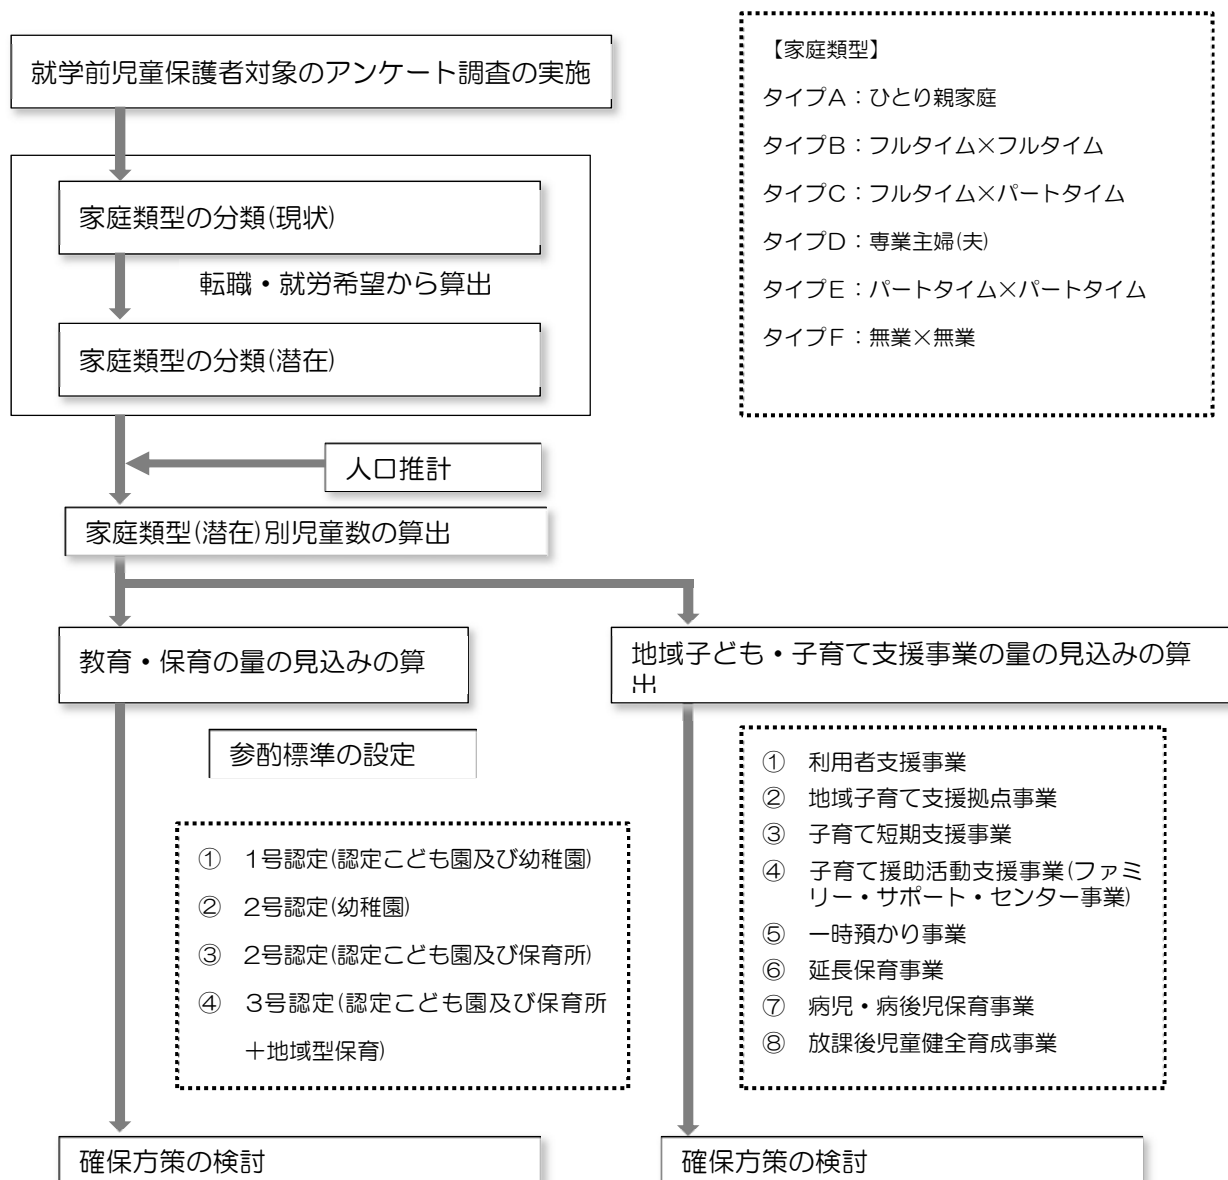 就学前児童保護者対象のアンケート調査の実施
家庭類型の分類(現状)
転職・就労希望から算出
家庭類型の分類(潜在)
【家庭類型】
タイプA：ひとり親家庭
タイプB：フルタイム×フルタイム
タイプC：フルタイム×パートタイム
タイプD：専業主婦(夫)
タイプE：パートタイム×パートタイム
タイプF：無業×無業
人口推計
家庭類型(潜在)別児童数の算出
教育・保育の量の見込みの算
参酌標準の設定
① 1号認定(認定こども園及び幼稚園)
② 2号認定(幼稚園)
③ 2号認定(認定こども園及び保育所)
④ 3号認定(認定こども園及び保育所
＋地域型保育)
確保方策の検討
地域子ども・子育て支援事業の量の見込みの算
出
① 利用者支援事業
② 地域子育て支援拠点事業
③ 子育て短期支援事業
④ 子育て援助活動支援事業(ファミ
リー・サポート・センター事業)
⑤ 一時預かり事業
⑥ 延長保育事業
⑦ 病児・病後児保育事業
⑧ 放課後児童健全育成事業
確保方策の検討